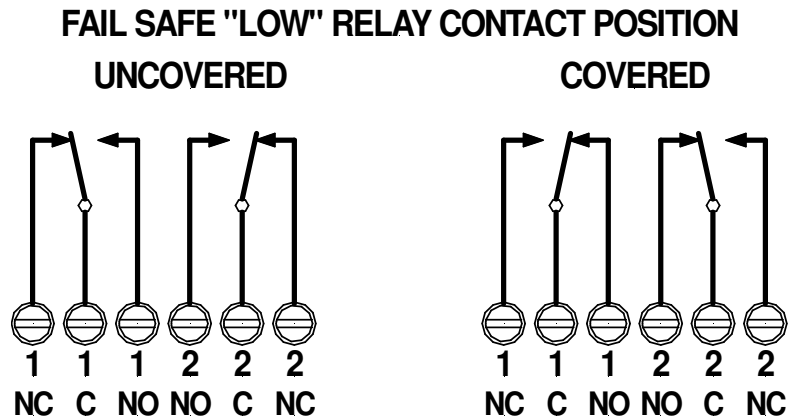 FAIL SAFE "LOW" RELAY CONTACT POSITION
UNCOVERED COVERED
1 1 1 2 2 2 1 1 1 2 2 2
NC C NO NO C NC NC C NO NO C NC